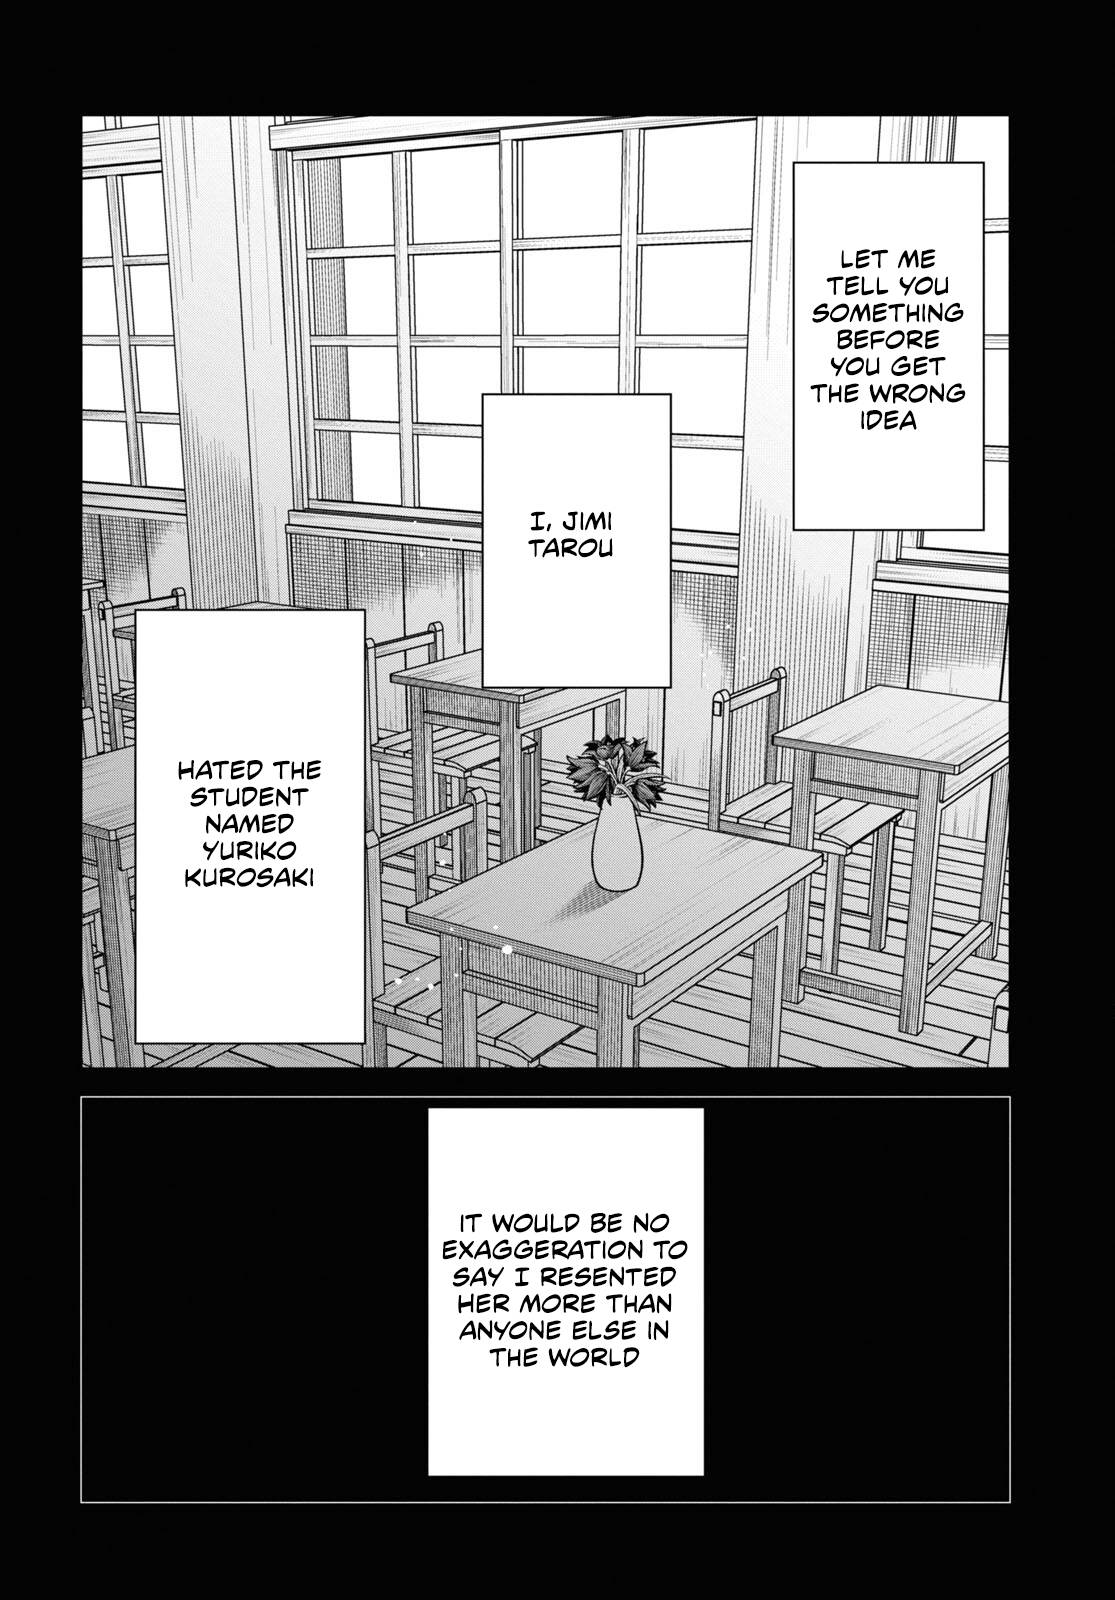 LET ME
TELL YOU
SOMETHING
BEFORE
YOU GET
THE WRONG
IDEA
I, JIMI
TAROU
HATED THE
STUDENT
NAMED
YURIKO
KUROSAKI
IT WOULD BE NO
EXAGGERATION TO
SAY I RESENTED
HER MORE THAN
ANYONE ELSE IN
THE WORLD